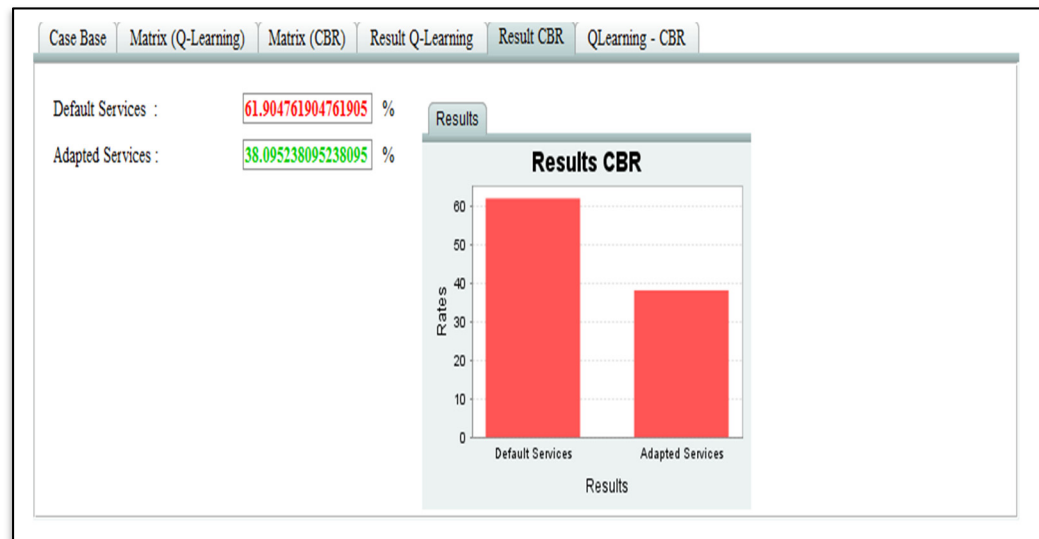 Case Base Matrix (Q-Learning) Matrix (CBR) Result Q-Learning Result CBR QLearning - CBR
Default Services : 61.904761904761905 %
Adapted Services : 38.095238095238095 %
Results
Results CBR
60
50
40
30
20
10
0
Rates
Default Services Adapted Services
Results